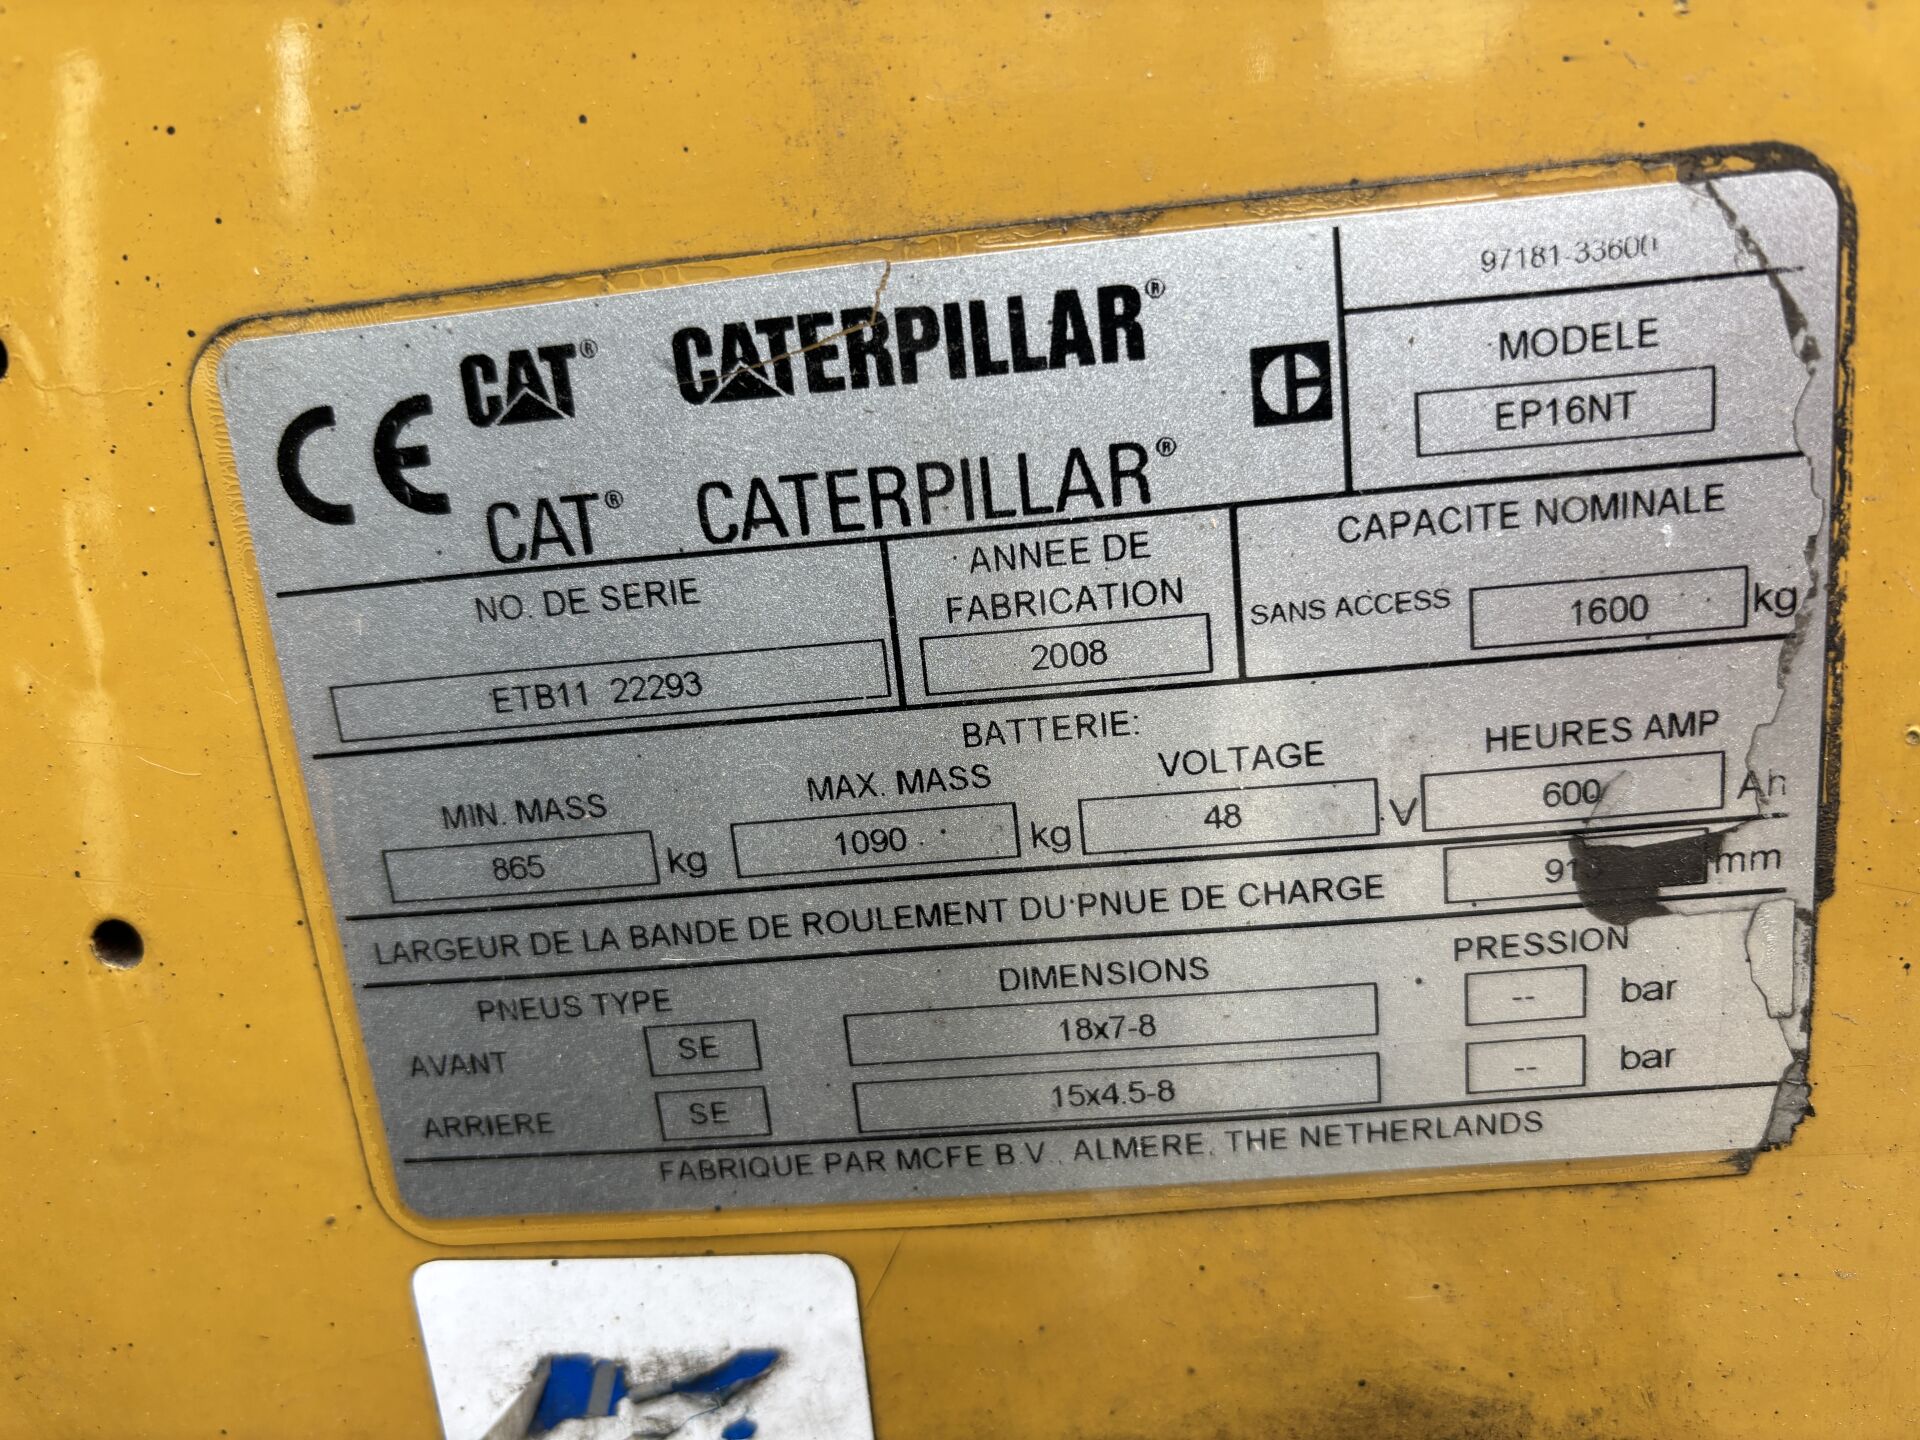 CE CAT® CATERPILLAR®
CAT® CATERPILLAR®
97181-33600
MODELE
EP16NT
NO. DE SERIE
ETB11 22293
ANNEE DE
FABRICATION
2008
CAPACITE NOMINALE
SANS ACCESS 1600 kg
BATTERIE:
MIN. MASS MAX. MASS VOLTAGE HEURES AMP
865 kg 1090 kg 48 V 600 Ah
LARGEUR DE LA BANDE DE ROULEMENT DU PNUE DE CHARGE mm
PNEUS TYPE DIMENSIONS PRESSION
AVANT SE 18x7-8 -- bar
ARRIERE SE 15x4.5-8 -- bar
FABRIQUE PAR MCFE B.V., ALMERE, THE NETHERLANDS